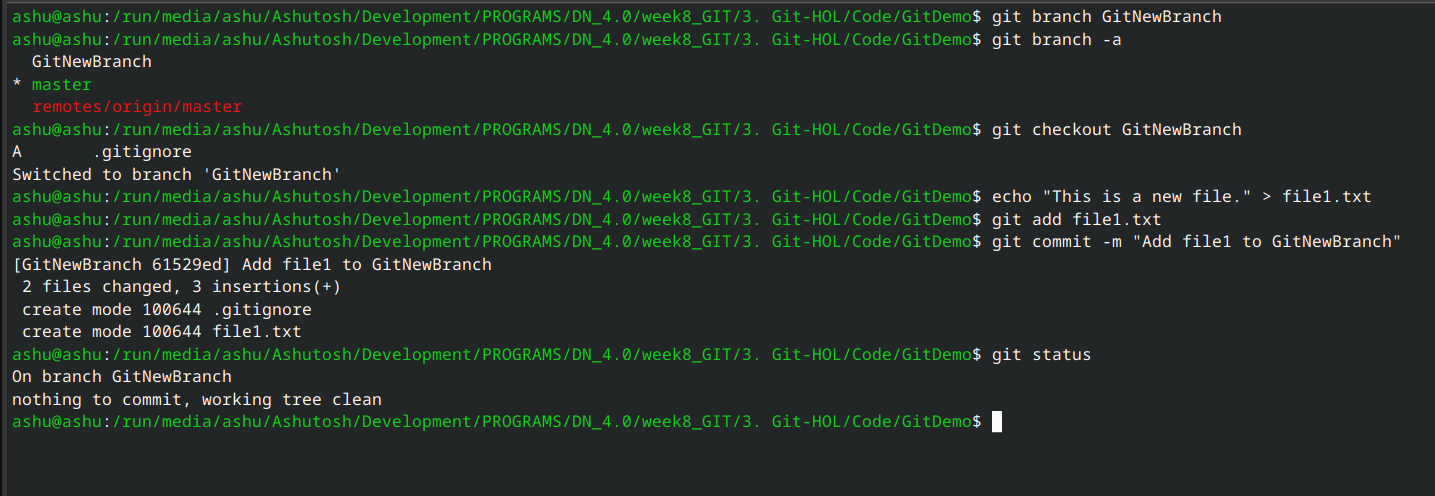 ashu@ashu:/run/media/ashu/Ashutosh/Development/PROGRAMS/DN_4.0/week8_GIT/3. Git-HOL/Code/GitDemo$ git branch GitNewBranch
ashu@ashu:/run/media/ashu/Ashutosh/Development/PROGRAMS/DN_4.0/week8_GIT/3. Git-HOL/Code/GitDemo$ git branch -a
  GitNewBranch
* master
  remotes/origin/master
ashu@ashu:/run/media/ashu/Ashutosh/Development/PROGRAMS/DN_4.0/week8_GIT/3. Git-HOL/Code/GitDemo$ git checkout GitNewBranch
A       .gitignore
Switched to branch 'GitNewBranch'
ashu@ashu:/run/media/ashu/Ashutosh/Development/PROGRAMS/DN_4.0/week8_GIT/3. Git-HOL/Code/GitDemo$ echo "This is a new file." > file1.txt
ashu@ashu:/run/media/ashu/Ashutosh/Development/PROGRAMS/DN_4.0/week8_GIT/3. Git-HOL/Code/GitDemo$ git add file1.txt
ashu@ashu:/run/media/ashu/Ashutosh/Development/PROGRAMS/DN_4.0/week8_GIT/3. Git-HOL/Code/GitDemo$ git commit -m "Add file1 to GitNewBranch"
[GitNewBranch 61529ed] Add file1 to GitNewBranch
 2 files changed, 3 insertions(+)
 create mode 100644 .gitignore
 create mode 100644 file1.txt
ashu@ashu:/run/media/ashu/Ashutosh/Development/PROGRAMS/DN_4.0/week8_GIT/3. Git-HOL/Code/GitDemo$ git status
On branch GitNewBranch
nothing to commit, working tree clean
ashu@ashu:/run/media/ashu/Ashutosh/Development/PROGRAMS/DN_4.0/week8_GIT/3. Git-HOL/Code/GitDemo$